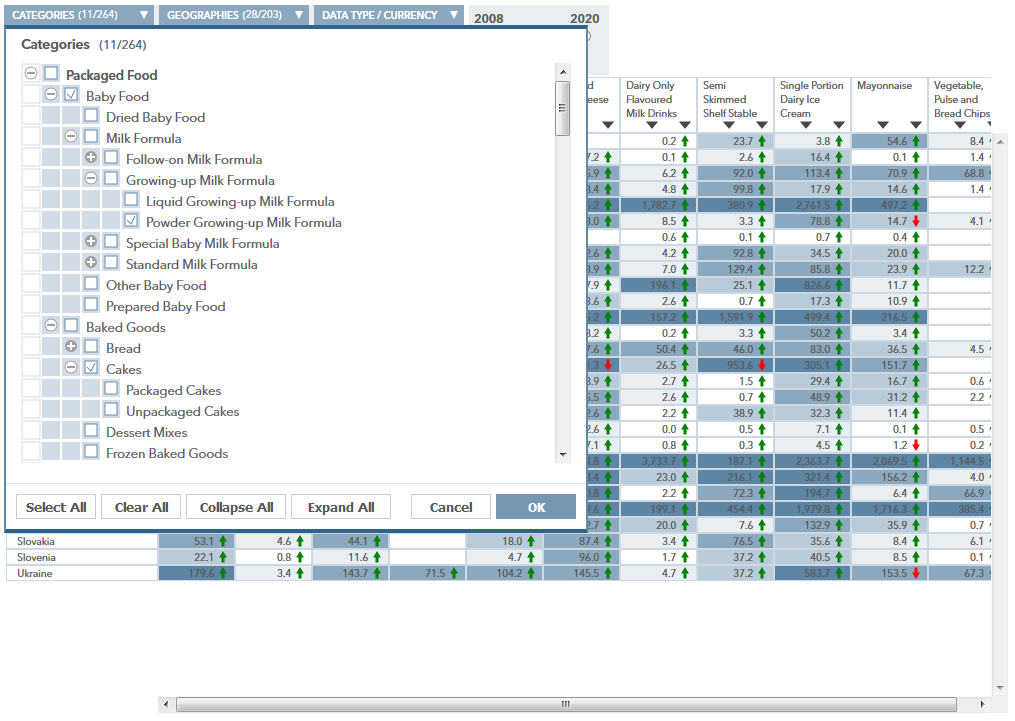 CATEGORIES (11/264) GEOGRAPHIES (28/203) DATA TYPE / CURRENCY 2008 2020
Categories (11/264)
Packaged Food
Baby Food
Dried Baby Food
Milk Formula
Follow-on Milk Formula
Growing-up Milk Formula
Liquid Growing-up Milk Formula
Powder Growing-up Milk Formula
Special Baby Milk Formula
Standard Milk Formula
Other Baby Food
Prepared Baby Food
Baked Goods
Bread
Cakes
Packaged Cakes
Unpackaged Cakes
Dessert Mixes
Frozen Baked Goods
Select All Clear All Collapse All Expand All Cancel OK
d Dairy Only Semi Single Portion Mayonnaise Vegetable,
eese Flavoured Skimmed Dairy Ice Pulse and
Milk Drinks Shelf Stable Cream Bread Chips
0.2 23.7 3.8 54.6 8.4
7.2 0.1 2.6 16.4 0.1 1.4
5.9 6.2 92.0 113.4 70.9 68.8
3.4 4.8 99.8 17.9 14.6 1.4
5.2 1,782.7 380.9 2,761.5 497.2
3.0 8.5 3.3 78.8 14.7 4.1
0.6 0.1 0.7 0.4
2.6 4.2 92.8 34.5 20.0
3.9 7.0 129.4 85.8 23.9 12.2
7.9 196.1 25.1 826.6 11.7
3.6 2.6 0.7 17.3 10.9
5.2 157.2 1,591.9 499.4 216.5
3.2 0.2 3.3 50.2 3.4
7.6 50.4 46.0 83.0 36.5 4.5
1.3 26.5 953.6 305.1 151.7
3.9 2.7 1.5 29.4 16.7 0.6
5.5 2.6 0.7 48.9 31.2 2.2
2.6 2.2 38.9 32.3 11.4
2.6 0.0 0.5 7.1 0.1 0.5
7.1 0.8 0.3 4.5 1.2 0.2
3.8 3,733.7 187.1 2,363.7 2,069.5 1,144.5
1.4 23.0 216.1 321.4 156.2 4.0
0.8 2.2 72.3 194.7 6.4 66.9
7.6 199.1 454.4 1,979.8 1,716.3 385.4
2.7 20.0 7.6 132.9 35.9 0.7
Slovakia 53.1 4.6 44.1 18.0 87.4 3.4 76.5 35.6 8.4 6.1
Slovenia 22.1 0.8 11.6 4.7 96.0 1.7 37.2 40.5 8.5 0.1
Ukraine 179.6 3.4 143.7 71.5 104.2 145.5 4.7 37.2 583.7 153.5 67.3